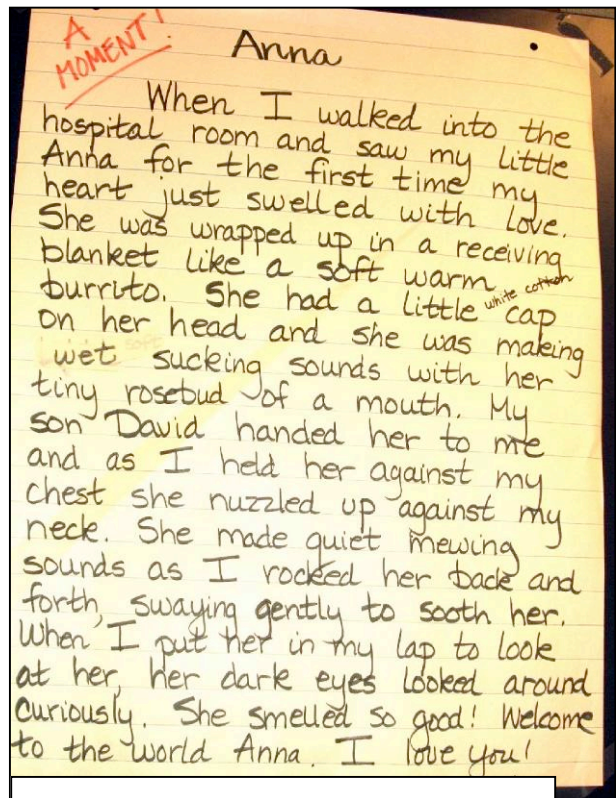 A
MOMENT!
Anna
When I walked into the
hospital room and saw my little
Anna for the first time my
heart just swelled with love.
She was wrapped up in a receiving
blanket like a soft warm
burrito. She had a little white cotton cap
on her head and she was making
wet sucking sounds with her
tiny rosebud of a mouth. My
son David handed her to me
and as I held her against my
chest she nuzzled up against my
neck. She made quiet mewing
sounds as I rocked her back and
forth, swaying gently to sooth her.
When I put her in my lap to look
at her, her dark eyes looked around
curiously. She smelled so good! Welcome
to the world Anna. I love you!